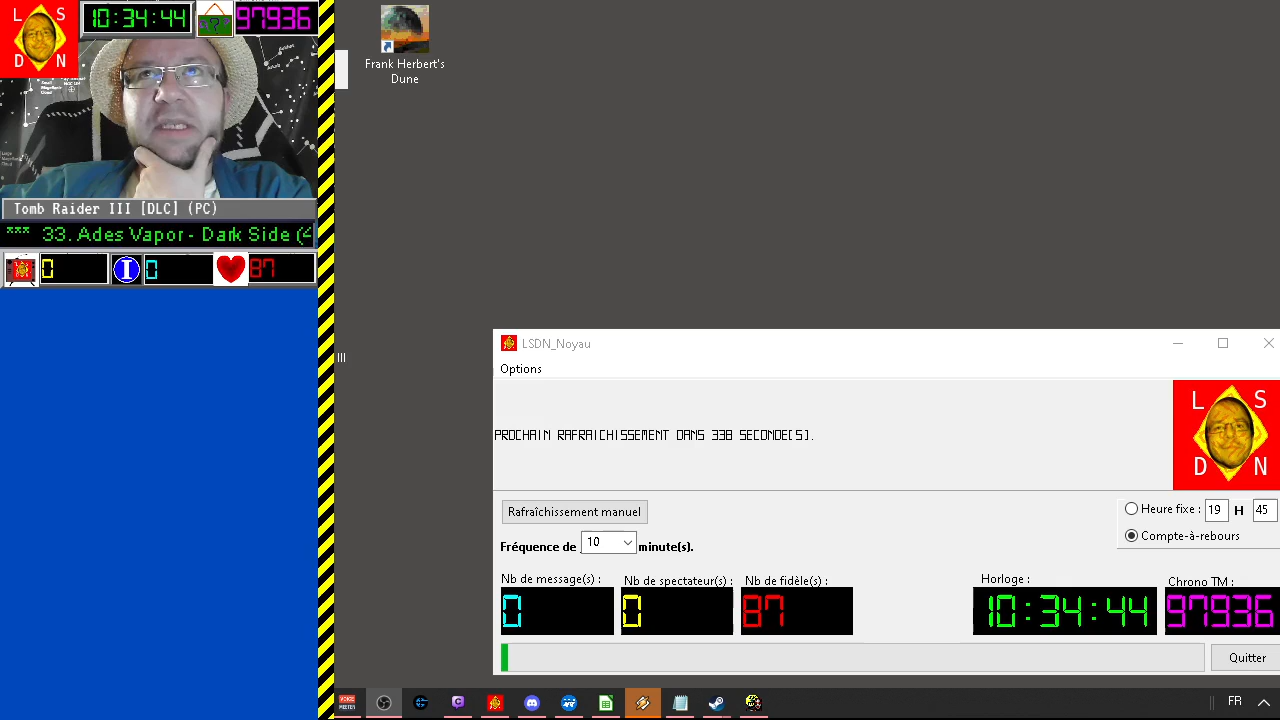 L S
D N
10:34:44
?
97936
Frank Herbert's
Dune
Tomb Raider III [DLC] (PC)
*** 33. Ades Vapor - Dark Side (4
0
I
0
87
III
LSDN_Noyau
Options
PROCHAIN RAFRAICHISSEMENT DANS 338 SECONDE(S).
L S
D N
Rafraîchissement manuel
Heure fixe : 19 H 45
Compte-à-rebours
Fréquence de : 10 minute(s).
Nb de message(s) :
Nb de spectateur(s) :
Nb de fidèle(s) :
Horloge :
Chrono TM :
0
0
87
10:34:44
97936
Quitter
VOICE
MEETER
FR